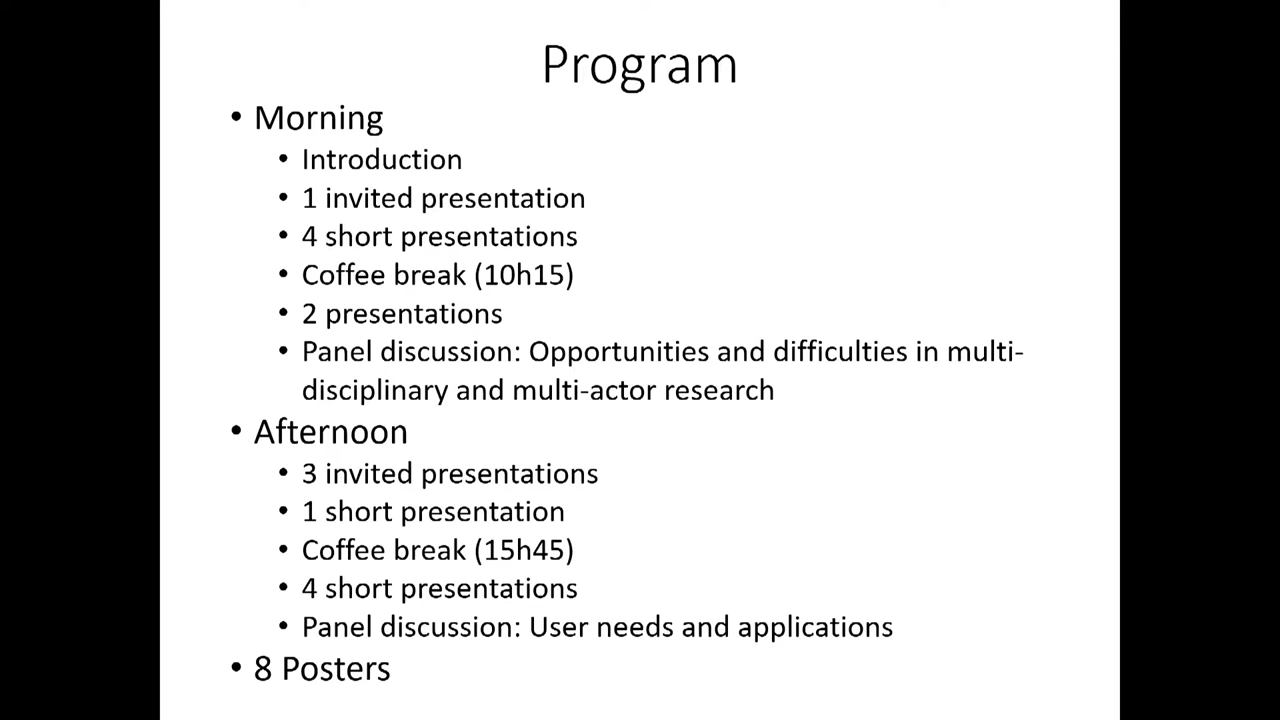 Program
• Morning
• Introduction
• 1 invited presentation
• 4 short presentations
• Coffee break (10h15)
• 2 presentations
• Panel discussion: Opportunities and difficulties in multi-
disciplinary and multi-actor research
• Afternoon
• 3 invited presentations
• 1 short presentation
• Coffee break (15h45)
• 4 short presentations
• Panel discussion: User needs and applications
• 8 Posters